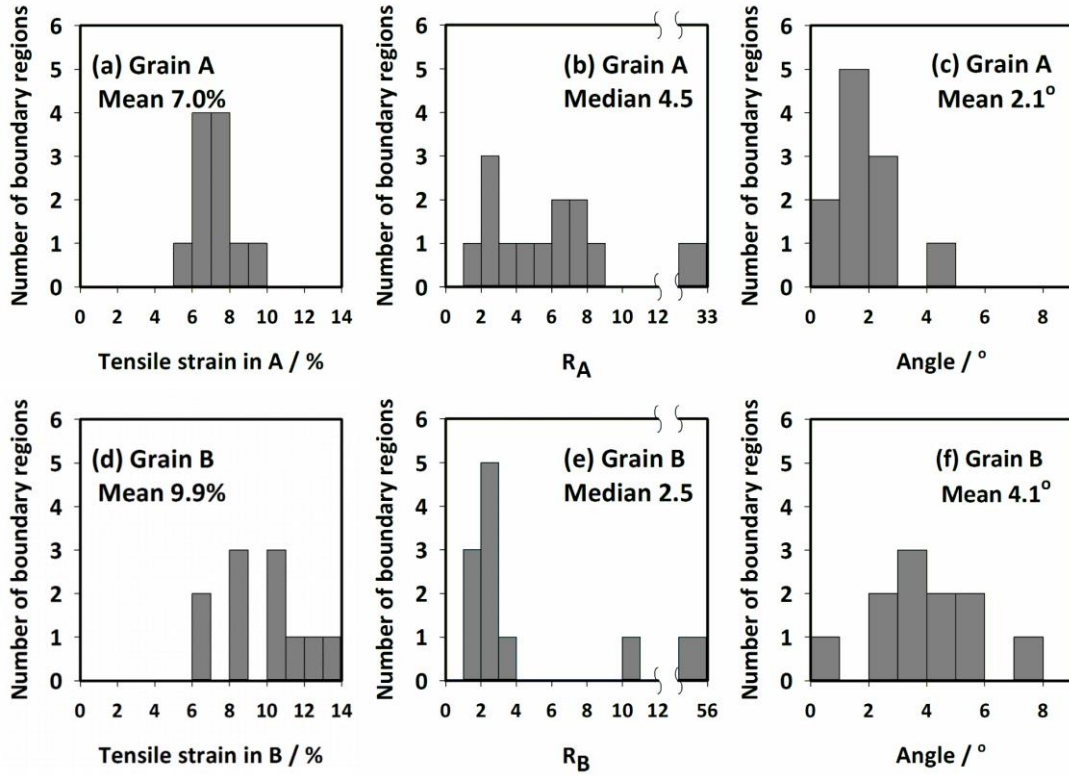 Number of boundary regions
6
5
4
3
2
1
0
(a) Grain A
Mean 7.0%
0 2 4 6 8 10 12 14
Tensile strain in A / %
Number of boundary regions
6
5
4
3
2
1
0
(b) Grain A
Median 4.5
0 2 4 6 8 10 12 33
RA
Number of boundary regions
6
5
4
3
2
1
0
(c) Grain A
Mean 2.1°
0 2 4 6 8
Angle / °
Number of boundary regions
6
5
4
3
2
1
0
(d) Grain B
Mean 9.9%
0 2 4 6 8 10 12 14
Tensile strain in B / %
Number of boundary regions
6
5
4
3
2
1
0
(e) Grain B
Median 2.5
0 2 4 6 8 10 12 56
RB
Number of boundary regions
6
5
4
3
2
1
0
(f) Grain B
Mean 4.1°
0 2 4 6 8
Angle / °